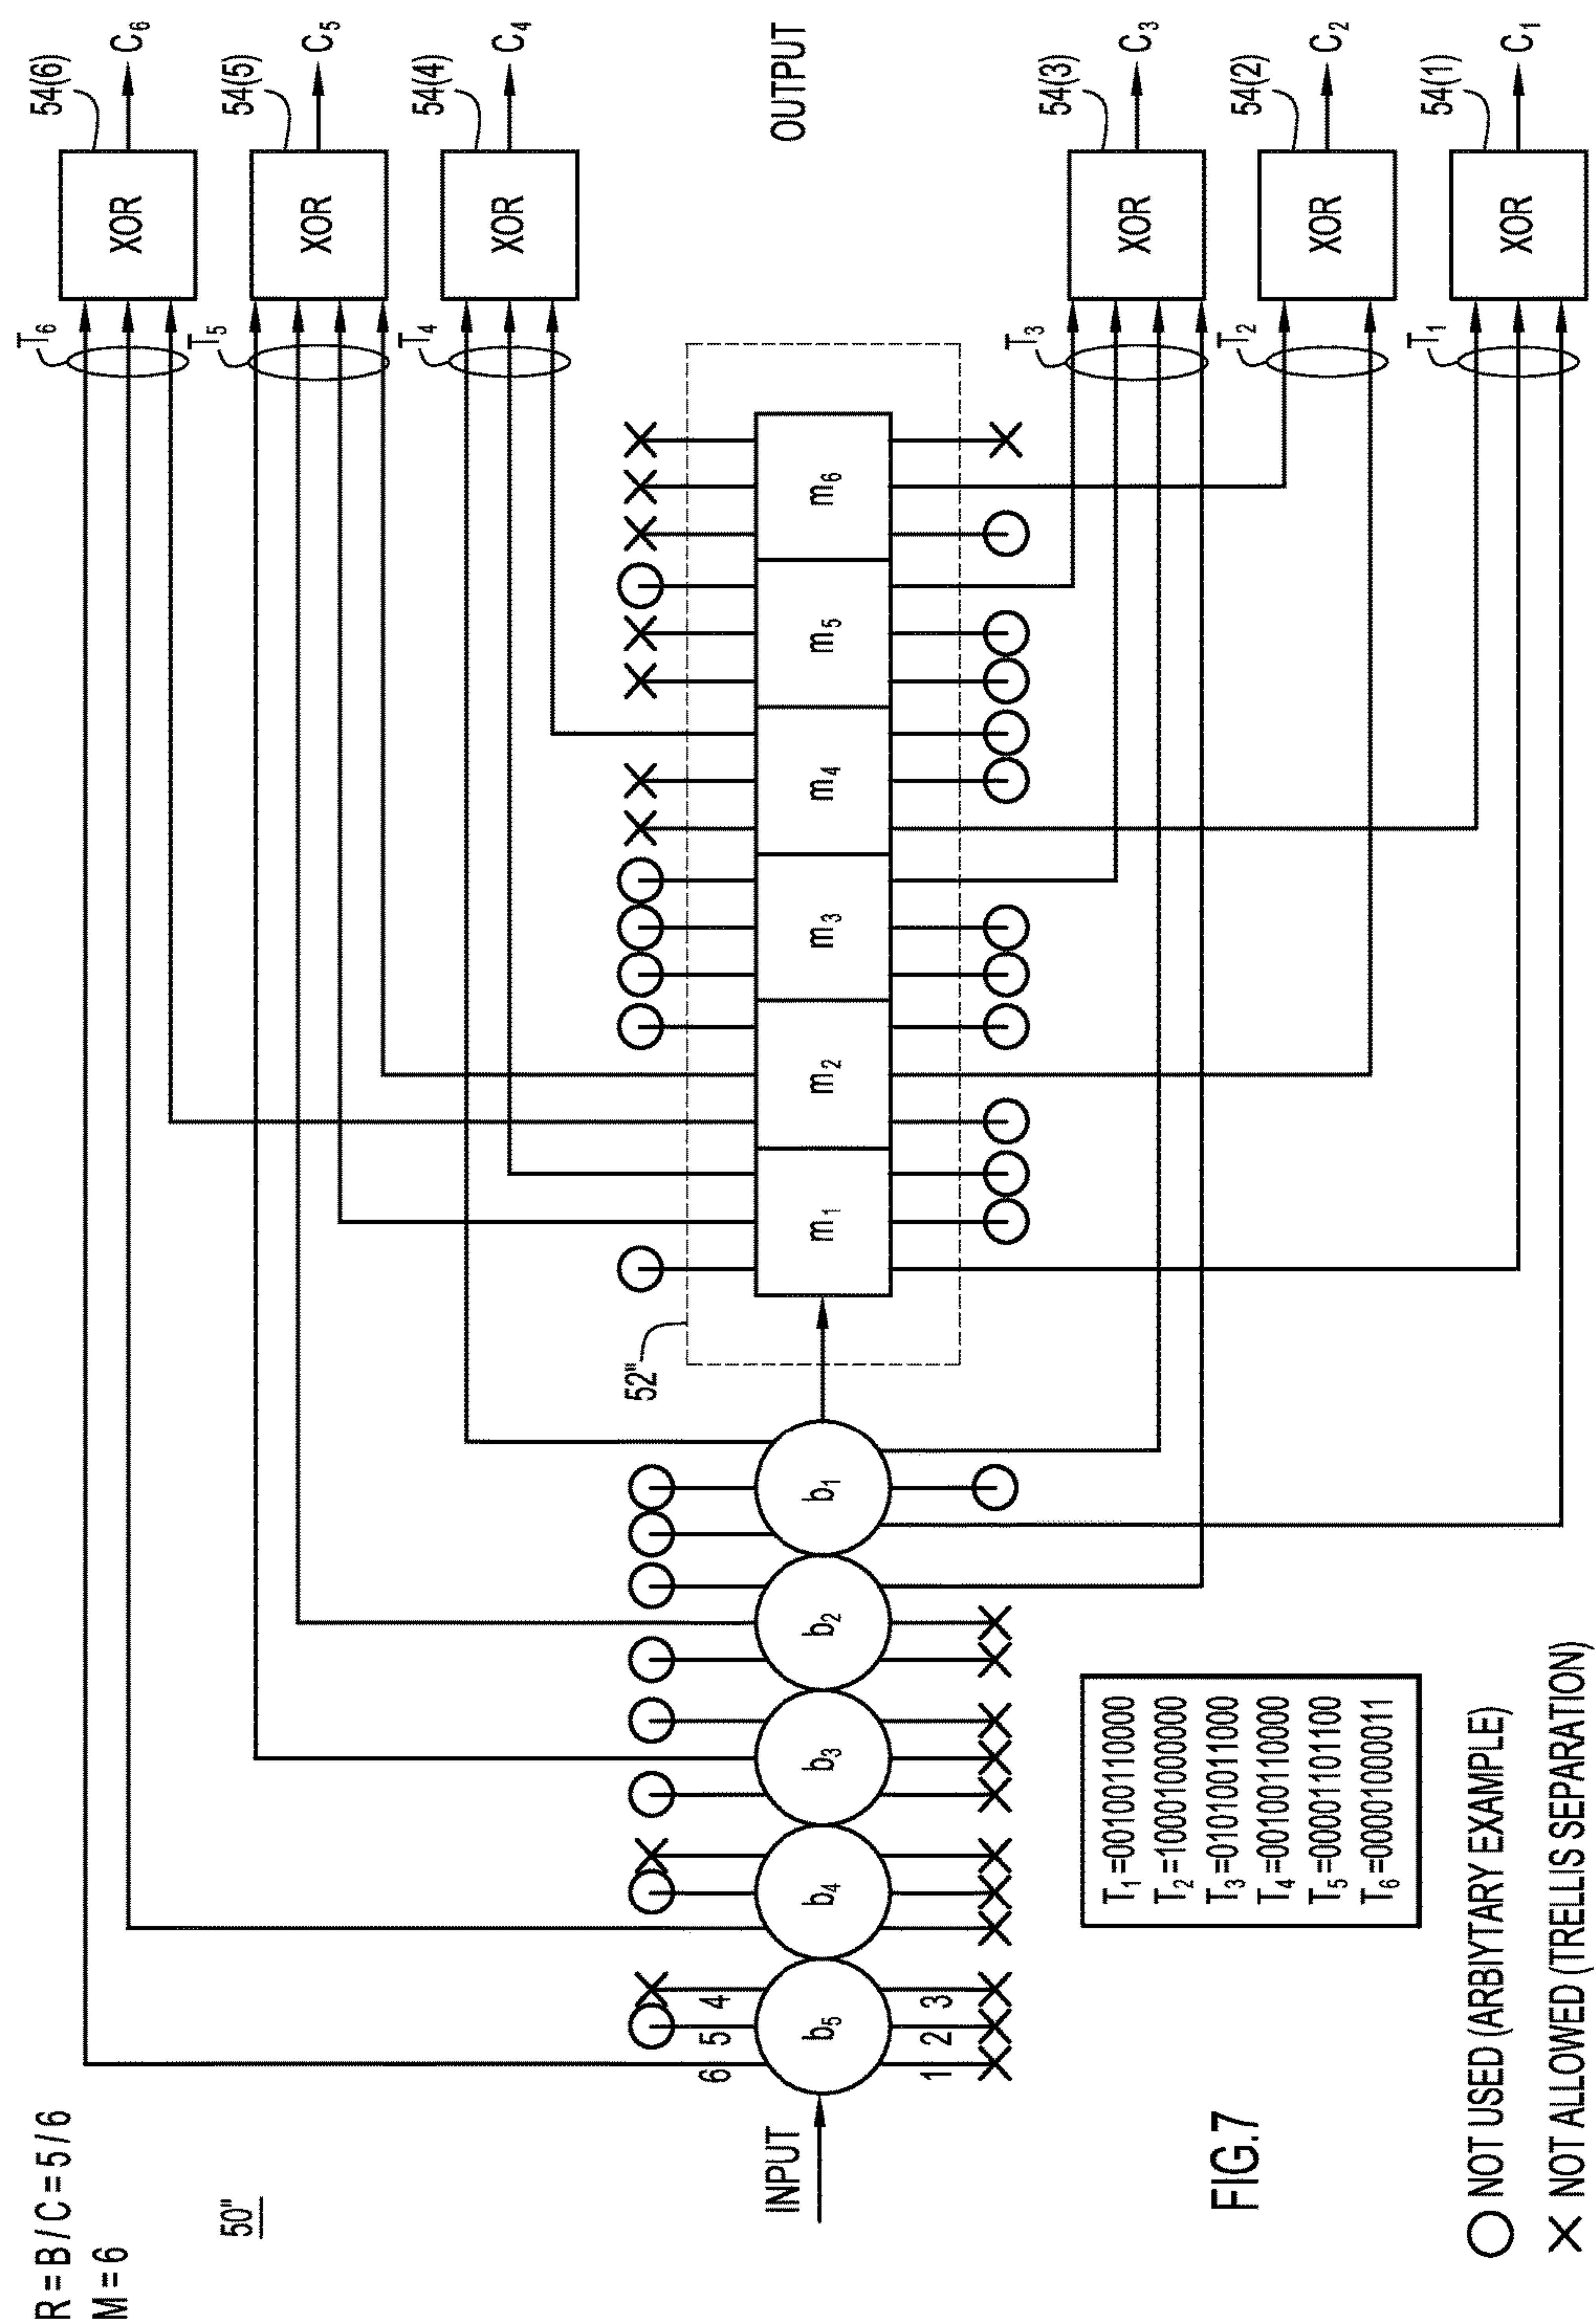 R = B / C = 5 / 6
M = 6
50"
T₆
54(6)
XOR
C₆
T₅
54(5)
XOR
C₅
T₄
54(4)
XOR
C₄
6
5
4
52"
INPUT
b₅
b₄
b₃
b₂
b₁
m₁
m₂
m₃
m₄
m₅
m₆
OUTPUT
1
2
3
T₃
54(3)
XOR
C₃
T₂
54(2)
XOR
C₂
T₁
54(1)
XOR
C₁
T₁=00100110000
T₂=10001000000
T₃=01010011000
T₄=00100110000
T₅=00001101100
T₆=00001000011
FIG.7
NOT USED (ARBIYTARY EXAMPLE)
NOT ALLOWED (TRELLIS SEPARATION)